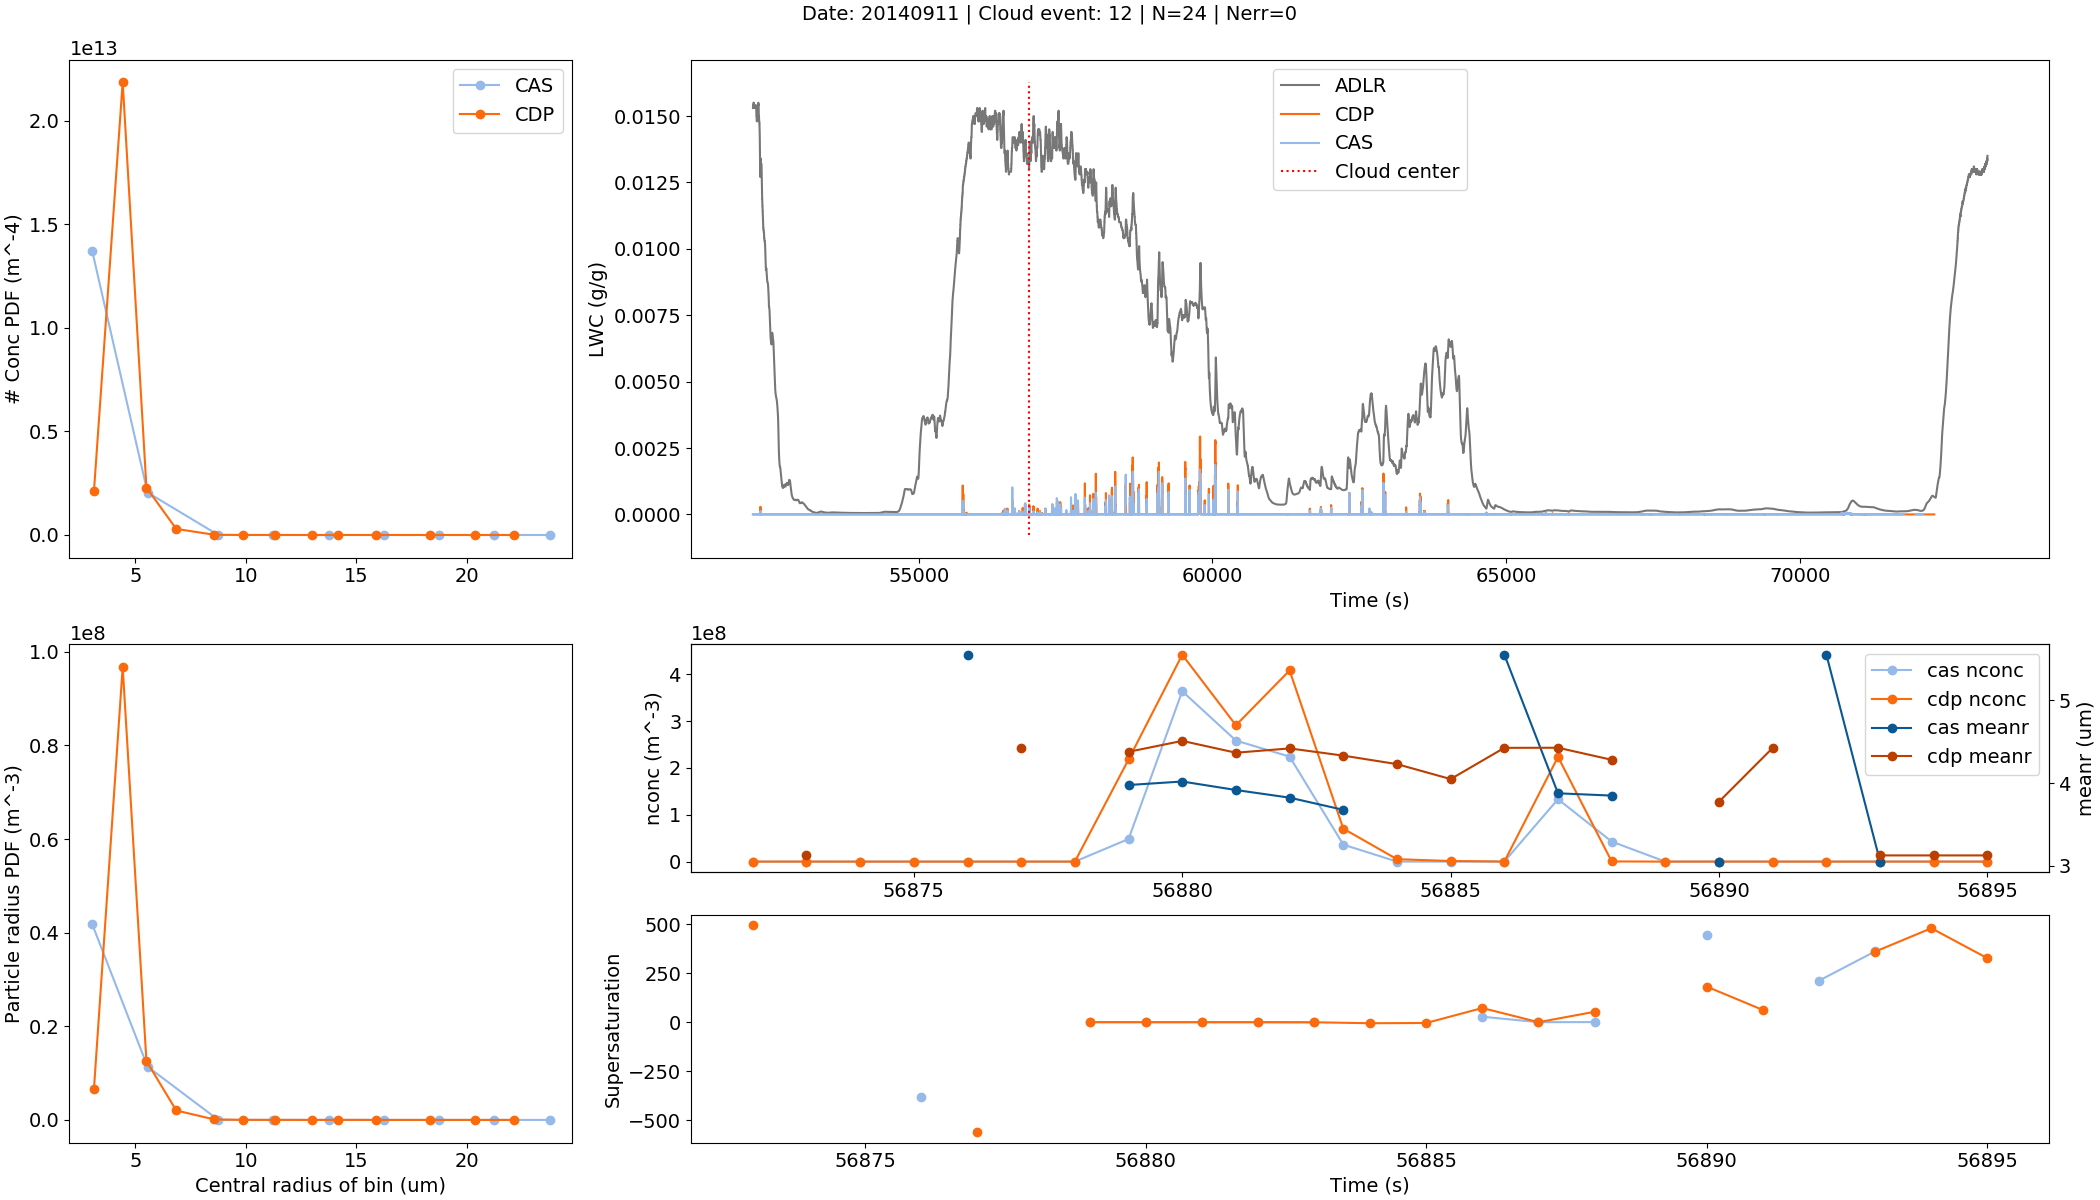 Date: 20140911 | Cloud event: 12 | N=24 | Nerr=0
1e13
# Conc PDF (m^-4)
2.0
1.5
1.0
0.5
0.0
5 10 15 20
CAS
CDP
LWC (g/g)
0.0150
0.0125
0.0100
0.0075
0.0050
0.0025
0.0000
55000 60000 65000 70000
Time (s)
ADLR
CDP
CAS
Cloud center
1e8
Particle radius PDF (m^-3)
1.0
0.8
0.6
0.4
0.2
0.0
5 10 15 20
Central radius of bin (um)
1e8
nconc (m^-3)
4
3
2
1
0
56875 56880 56885 56890 56895
cas nconc
cdp nconc
cas meanr
cdp meanr
5
4
3
meanr (um)
Supersaturation
500
250
0
−250
−500
56875 56880 56885 56890 56895
Time (s)